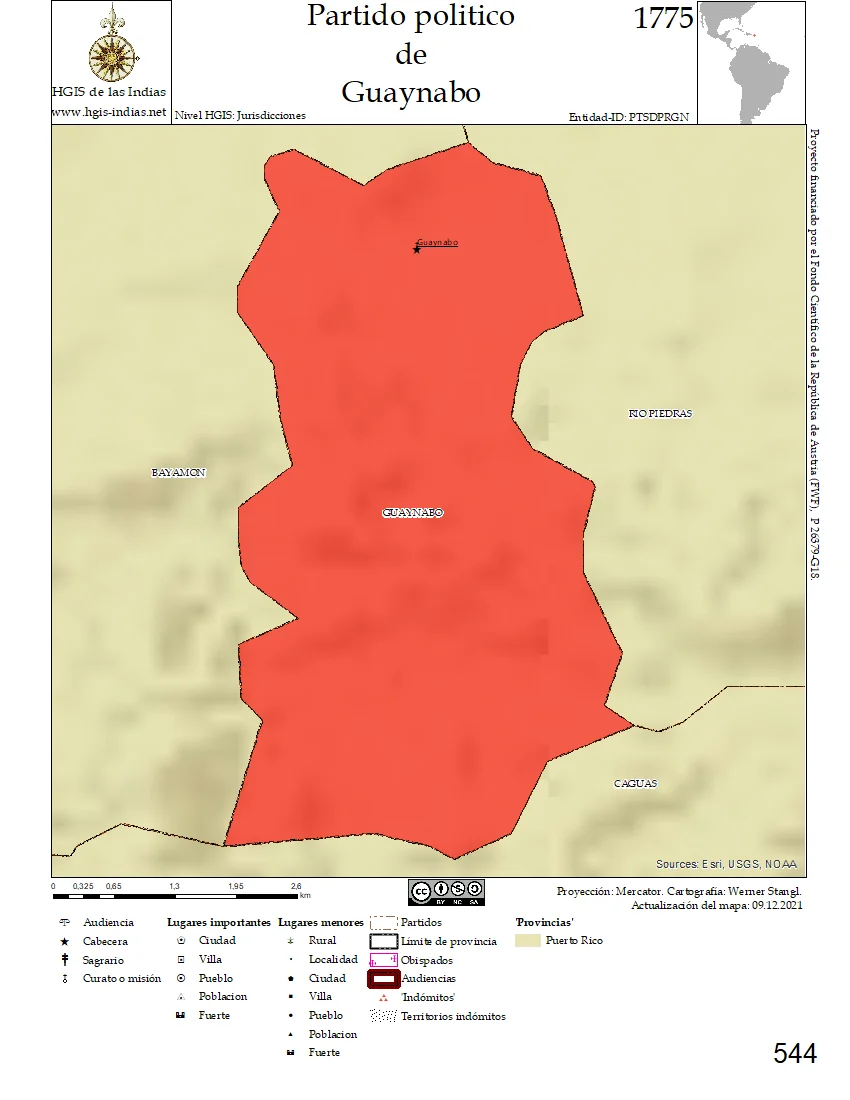 Partido politico
de
Guaynabo
1775
HGIS de las Indias
www.hgis-indias.net
Nivel HGIS: Jurisdicciones
Entidad-ID: PTSDPRGN
Proyecto financiado por el Fondo Científico de la República de Austria (FWF), P 26379-G18.
Guaynabo
RIO PIEDRAS
BAYAMON
GUAYNABO
CAGUAS
Sources: Esri, USGS, NOAA
0 0,325 0,65 1,3 1,95 2,6
km
cc
BY NC SA
Proyección: Mercator. Cartografía: Werner Stangl.
Actualización del mapa: 09.12.2021
Audiencia
Cabecera
Sagrario
Curato o misión
Lugares importantes
Ciudad
Villa
Pueblo
Poblacion
Fuerte
Lugares menores
Rural
Localidad
Ciudad
Villa
Pueblo
Poblacion
Fuerte
Partidos
Límite de provincia
Obispados
Audiencias
'Indómitos'
Territorios indómitos
'Provincias'
Puerto Rico
544